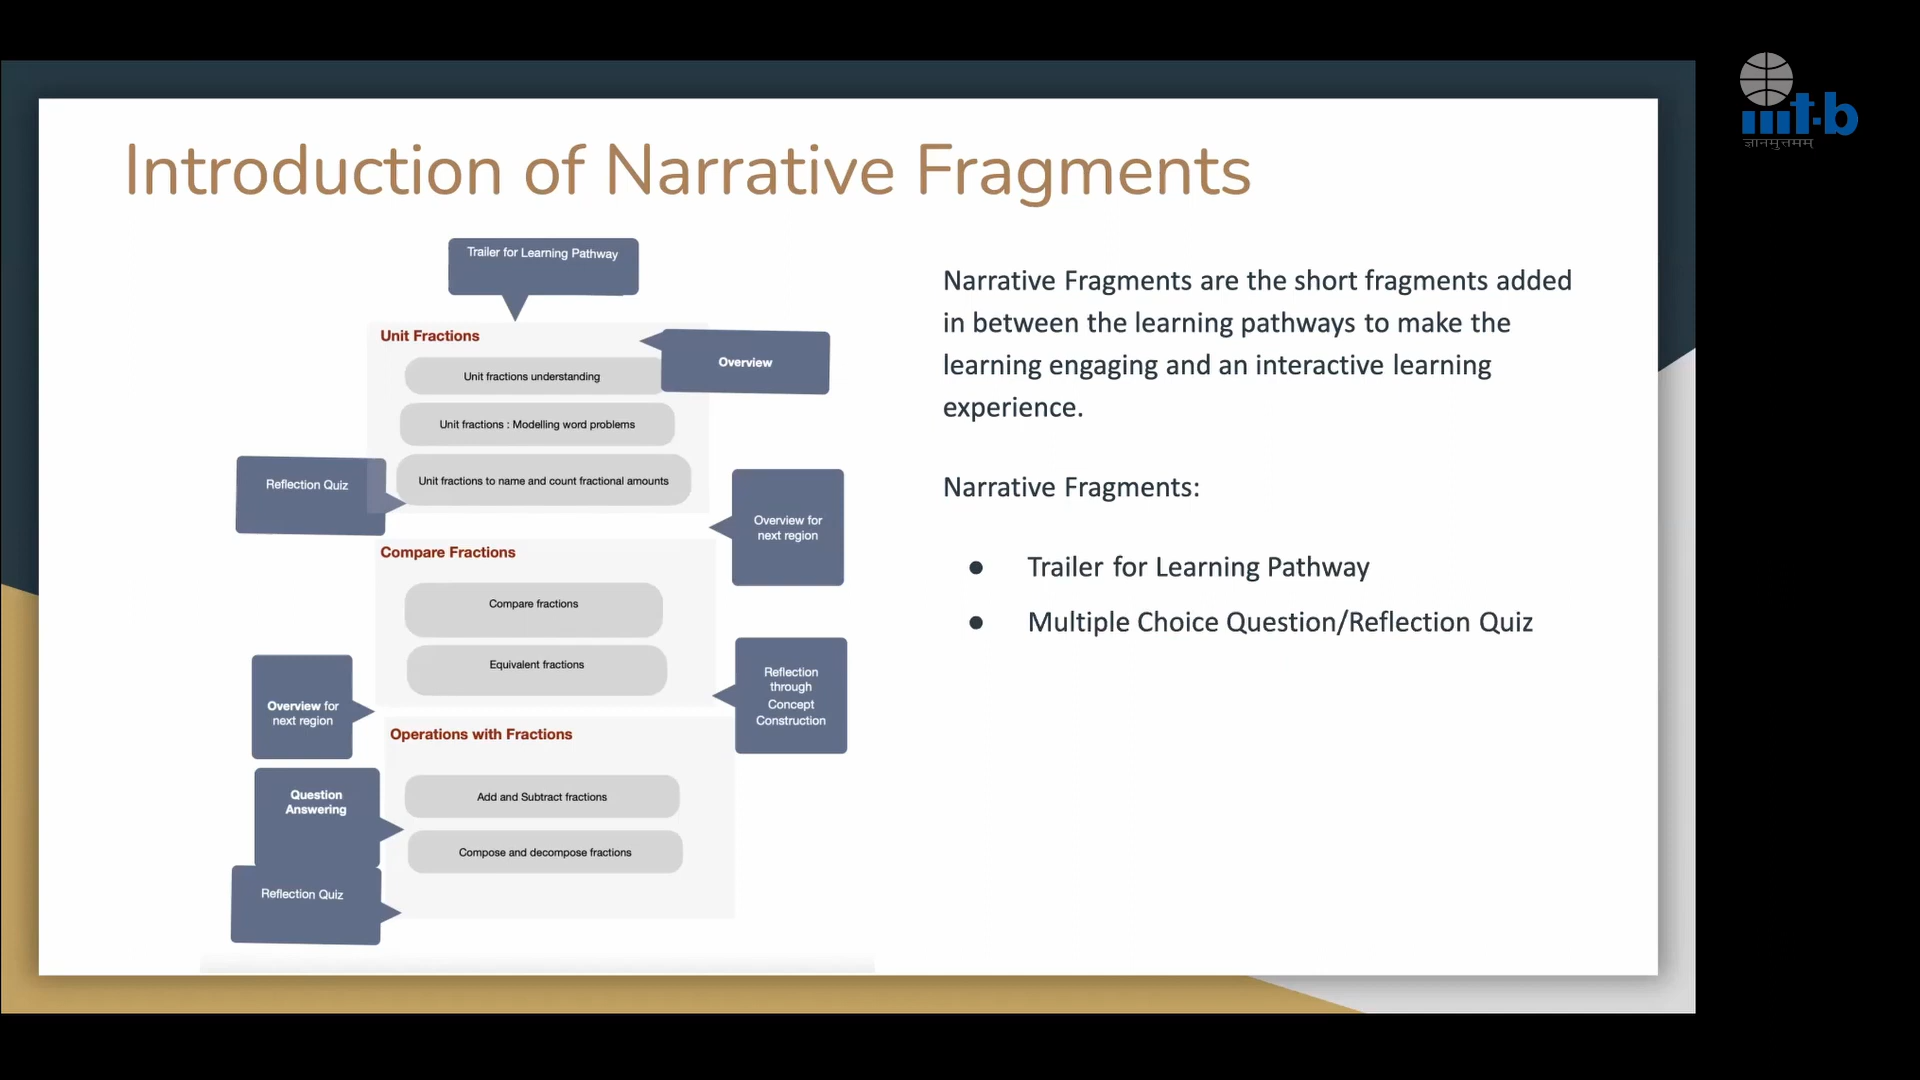 Introduction of Narrative Fragments
Trailer for Learning Pathway
Unit Fractions
Overview
Unit fractions understanding
Unit fractions : Modelling word problems
Reflection Quiz
Unit fractions to name and count fractional amounts
Overview for
next region
Compare Fractions
Compare fractions
Equivalent fractions
Reflection
through
Concept
Construction
Overview for
next region
Operations with Fractions
Question
Answering
Add and Subtract fractions
Compose and decompose fractions
Reflection Quiz
Narrative Fragments are the short fragments added
in between the learning pathways to make the
learning engaging and an interactive learning
experience.
Narrative Fragments:
● Trailer for Learning Pathway
● Multiple Choice Question/Reflection Quiz
iiit-b
ज्ञानमुत्तमम्